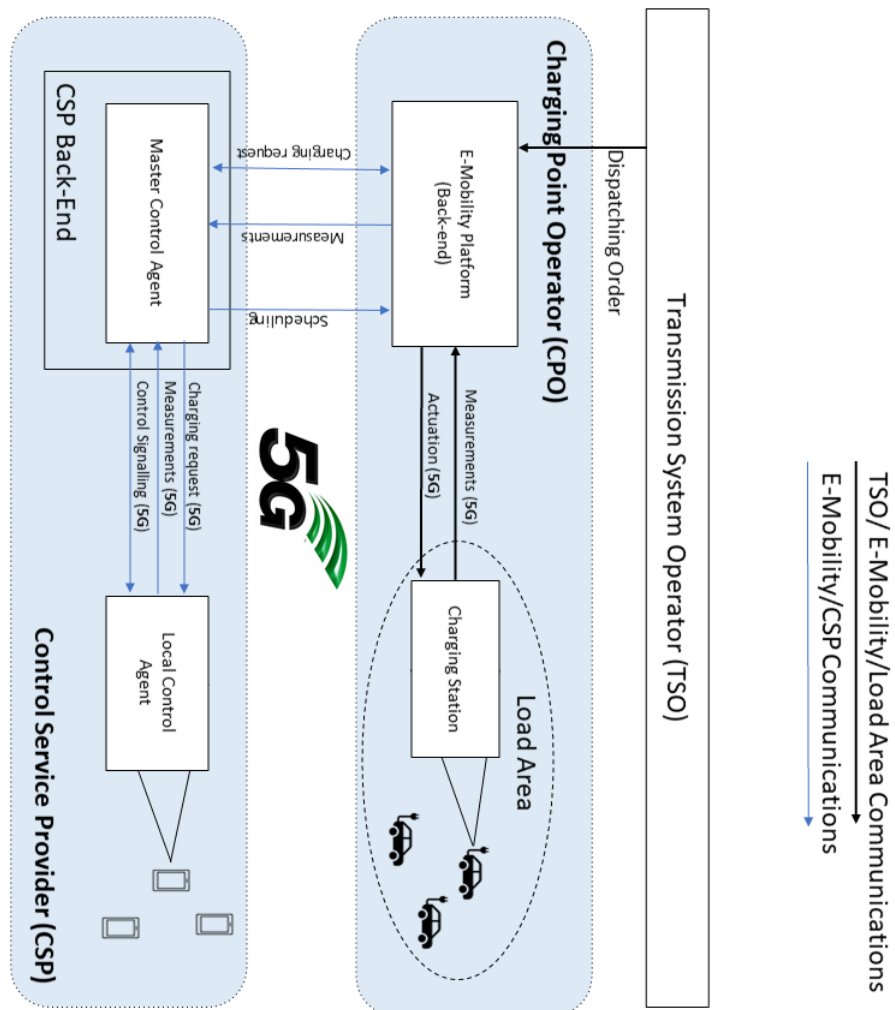 TSO/ E-Mobility/Load Area Communications
E-Mobility/CSP Communications
Transmission System Operator (TSO)
Dispatching Order
Charging Point Operator (CPO)
E-Mobility Platform
(Back-end)
Measurements (5G)
Actuation (5G)
Load Area
Charging Station
Charging request
Measurements
Scheduling
5G
CSP Back-End
Master Control Agent
Charging request (5G)
Measurements (5G)
Control Signalling (5G)
Local Control
Agent
Control Service Provider (CSP)